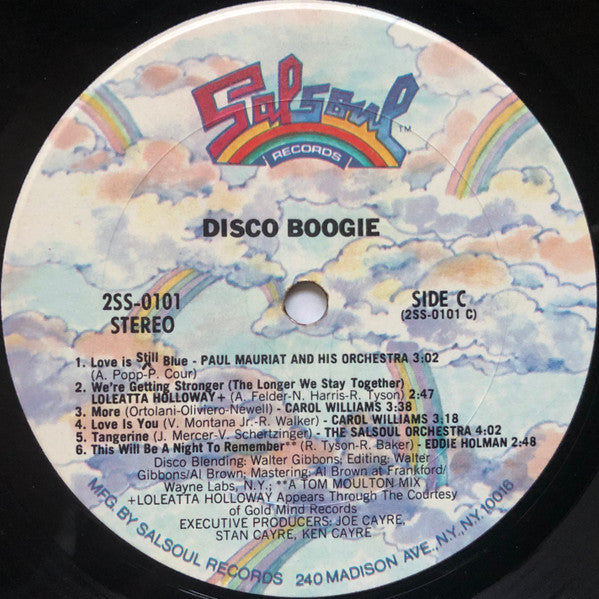 Salsoul
TM
RECORDS
DISCO BOOGIE
2SS-0101
STEREO
SIDE C
(2SS-0101 C)
1. Love is Still Blue - PAUL MAURIAT AND HIS ORCHESTRA 3:02
(A. Popp-P. Cour)
2. We're Getting Stronger (The Longer We Stay Together)
LOLEATTA HOLLOWAY+ (A. Felder-N. Harris-R. Tyson) 2:47
3. More (Ortolani-Oliviero-Newell) - CAROL WILLIAMS 3:38
4. Love Is You (V. Montana Jr.-R. Walker) - CAROL WILLIAMS 3:18
5. Tangerine (J. Mercer-V. Schertzinger) - THE SALSOUL ORCHESTRA 4:02
6. This Will Be A Night To Remember** (R. Tyson-R. Baker) - EDDIE HOLMAN 2:48
Disco Blending: Walter Gibbons; Editing: Walter
Gibbons/Al Brown; Mastering: Al Brown at Frankford/
Wayne Labs, N.Y.; **A TOM MOULTON MIX
+LOLEATTA HOLLOWAY Appears Through The Courtesy
of Gold Mind Records
EXECUTIVE PRODUCERS: JOE CAYRE,
STAN CAYRE, KEN CAYRE
MFG. BY SALSOUL RECORDS 240 MADISON AVE., N.Y., N.Y. 10016